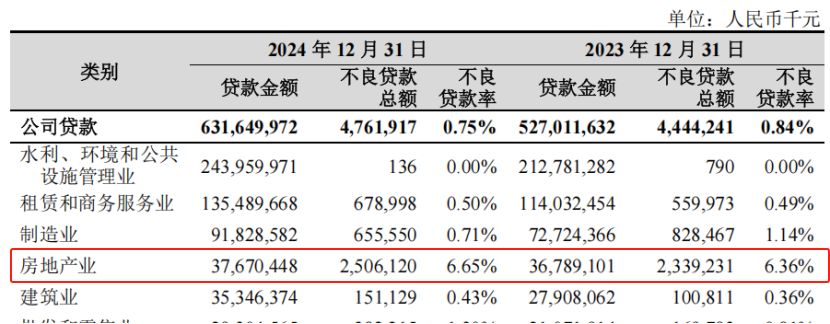 单位：人民币千元
类别 2024 年 12 月 31 日 2023 年 12 月 31 日
贷款金额 不良贷款总额 不良贷款率 贷款金额 不良贷款总额 不良贷款率
公司贷款 631,649,972 4,761,917 0.75% 527,011,632 4,444,241 0.84%
水利、环境和公共
设施管理业 243,959,971 136 0.00% 212,781,282 790 0.00%
租赁和商务服务业 135,489,668 678,998 0.50% 114,032,454 559,973 0.49%
制造业 91,828,582 655,550 0.71% 72,724,366 828,467 1.14%
房地产业 37,670,448 2,506,120 6.65% 36,789,101 2,339,231 6.36%
建筑业 35,346,374 151,129 0.43% 27,908,062 100,811 0.36%